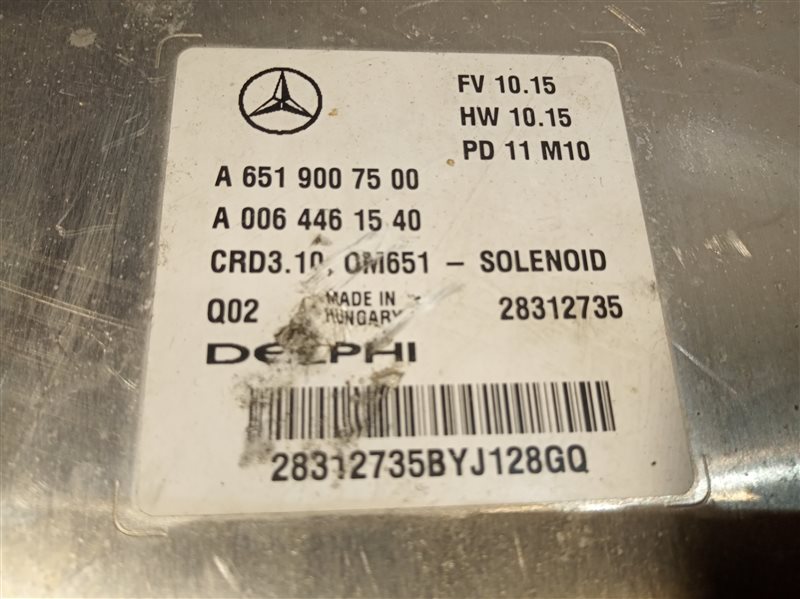 FV 10.15
HW 10.15
PD 11 M10
A 651 900 75 00
A 006 446 15 40
CRD3.10, OM651 – SOLENOID
Q02 MADE IN HUNGARY 28312735
DELPHI
28312735BYJ128GQ